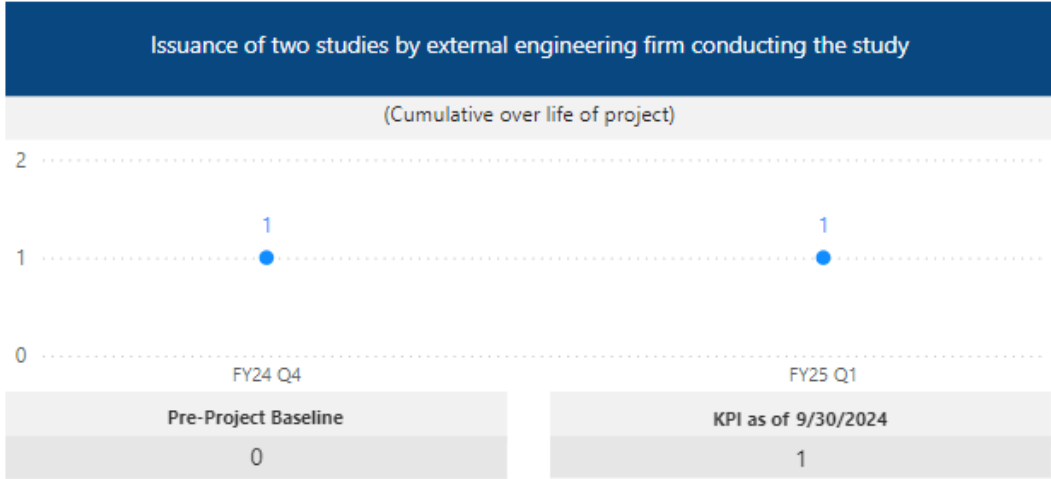 Issuance of two studies by external engineering firm conducting the study
(Cumulative over life of project)
2
1 1
1
0
FY24 Q4 FY25 Q1
Pre-Project Baseline KPI as of 9/30/2024
0 1